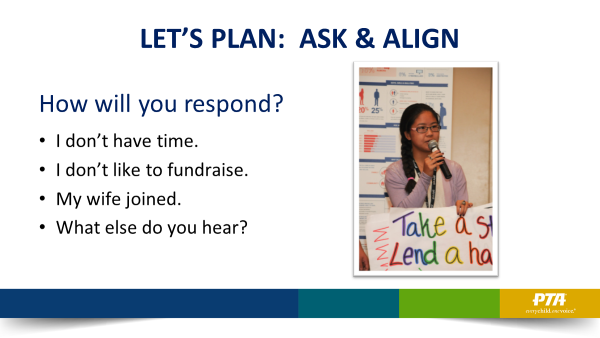 LET'S PLAN:  ASK & ALIGN
How will you respond?
• I don't have time.
• I don't like to fundraise.
• My wife joined.
• What else do you hear?
25%
Take a s
Lend a ha
PTA
everychild.onevoice.